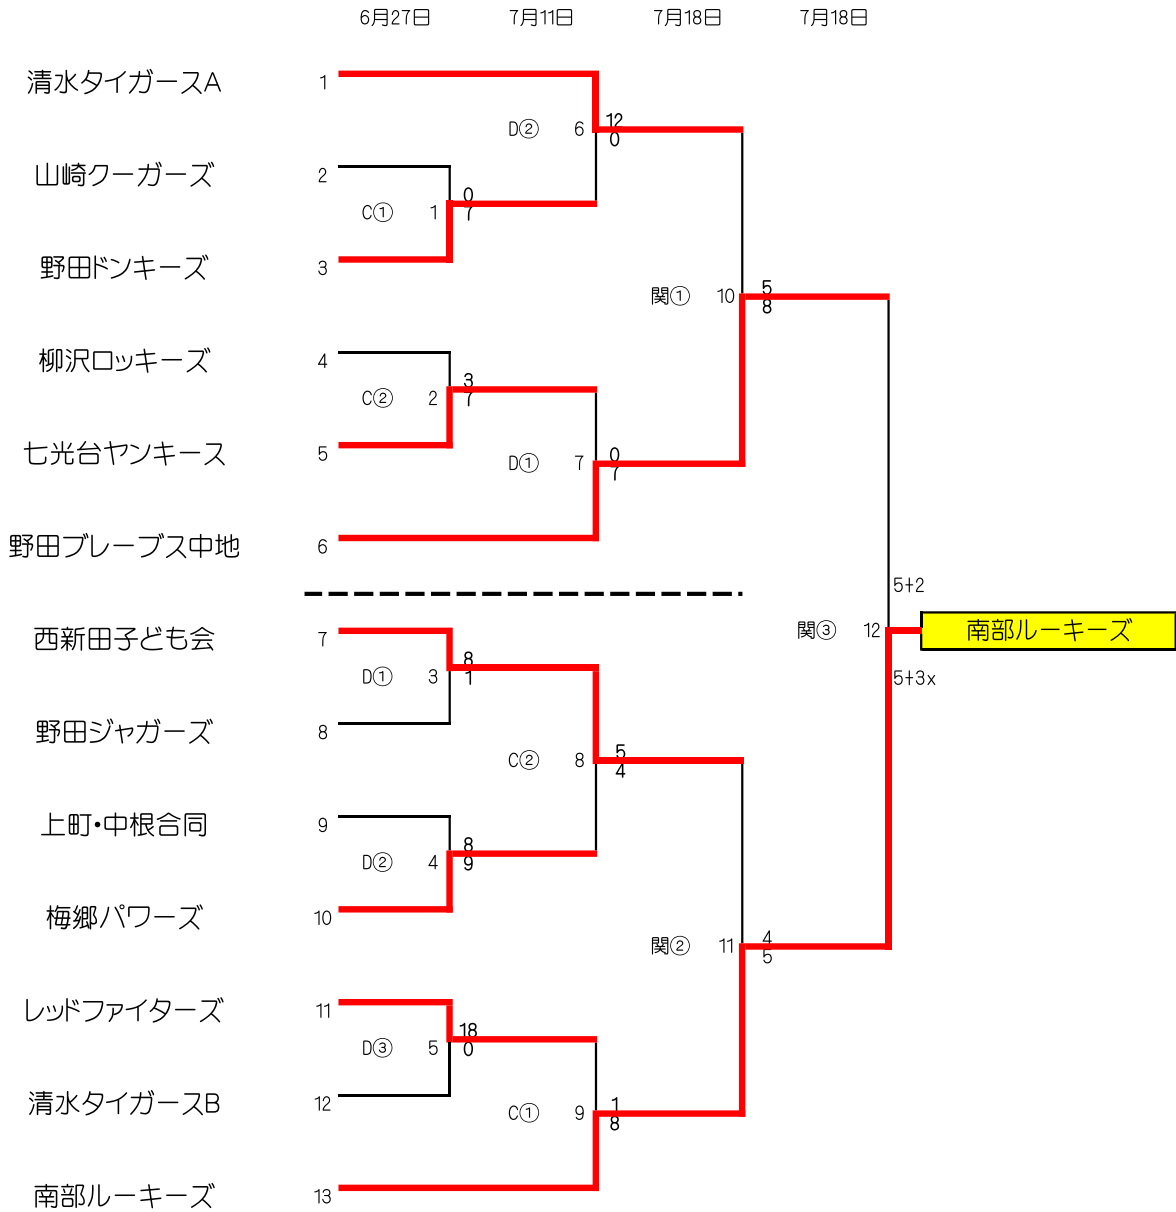 6月27日 7月11日 7月18日 7月18日
清水タイガースA 1
D② 6 12
0
山崎クーガーズ 2
C① 1 0
7
野田ドンキーズ 3
関① 10 5
8
柳沢ロッキーズ 4
C② 2 3
7
七光台ヤンキース 5
D① 7 0
7
野田ブレーブス中地 6
5+2
西新田子ども会 7
関③ 12 南部ルーキーズ
D① 3 8
1
5+3x
野田ジャガーズ 8
C② 8 5
4
上町・中根合同 9
D② 4 8
9
梅郷パワーズ 10
関② 11 4
5
レッドファイターズ 11
D③ 5 18
0
清水タイガースB 12
C① 9 1
8
南部ルーキーズ 13